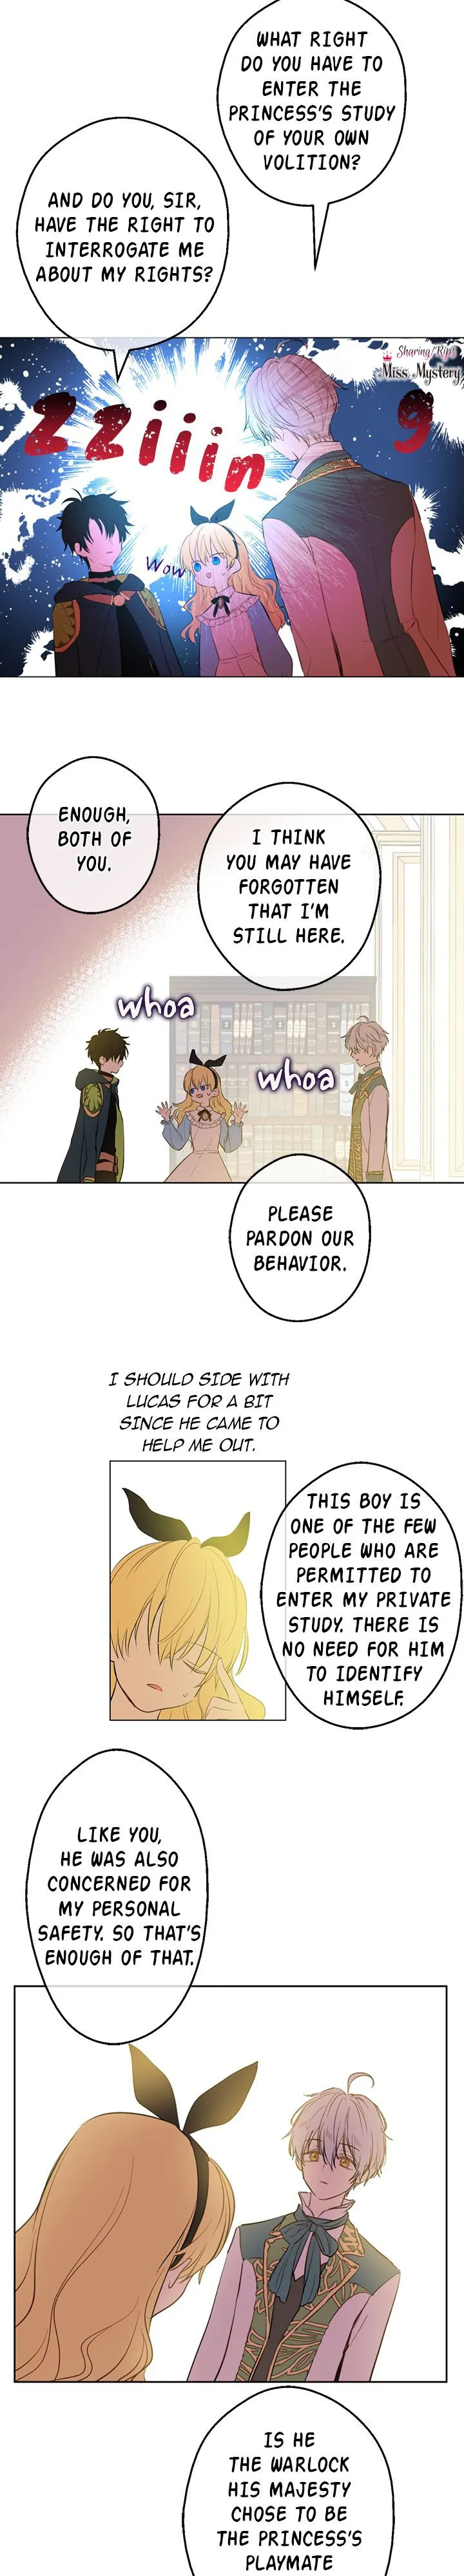 WHAT RIGHT
DO YOU HAVE TO
ENTER THE
PRINCESS'S STUDY
OF YOUR OWN
VOLITION?
AND DO YOU, SIR,
HAVE THE RIGHT TO
INTERROGATE ME
ABOUT MY RIGHTS?
Sharing/Rips
Miss Mystery
Zziiing
Wow
ENOUGH,
BOTH OF
YOU.
I THINK
YOU MAY HAVE
FORGOTTEN
THAT I'M
STILL HERE.
whoa
whoa
PLEASE
PARDON OUR
BEHAVIOR.
I SHOULD SIDE WITH
LUCAS FOR A BIT
SINCE HE CAME TO
HELP ME OUT.
THIS BOY IS
ONE OF THE FEW
PEOPLE WHO ARE
PERMITTED TO
ENTER MY PRIVATE
STUDY. THERE IS
NO NEED FOR HIM
TO IDENTIFY
HIMSELF.
LIKE YOU,
HE WAS ALSO
CONCERNED FOR
MY PERSONAL
SAFETY. SO THAT'S
ENOUGH OF THAT.
IS HE
THE WARLOCK
HIS MAJESTY
CHOSE TO BE
THE PRINCESS'S
PLAYMATE